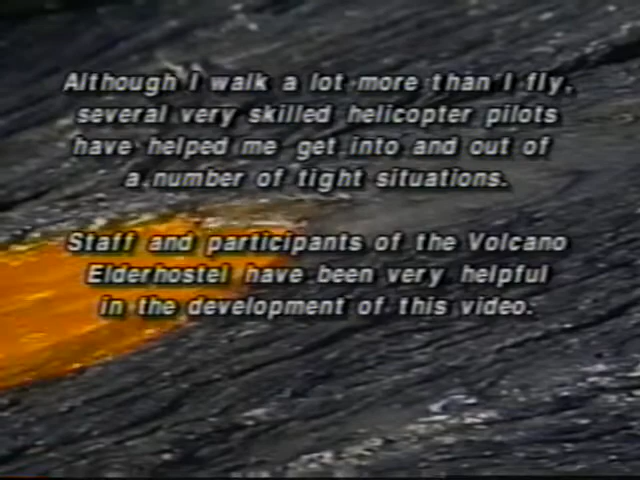 Although I walk a lot more than I fly,
several very skilled helicopter pilots
have helped me get into and out of
a number of tight situations.
Staff and participants of the Volcano
Elderhostel have been very helpful
in the development of this video.